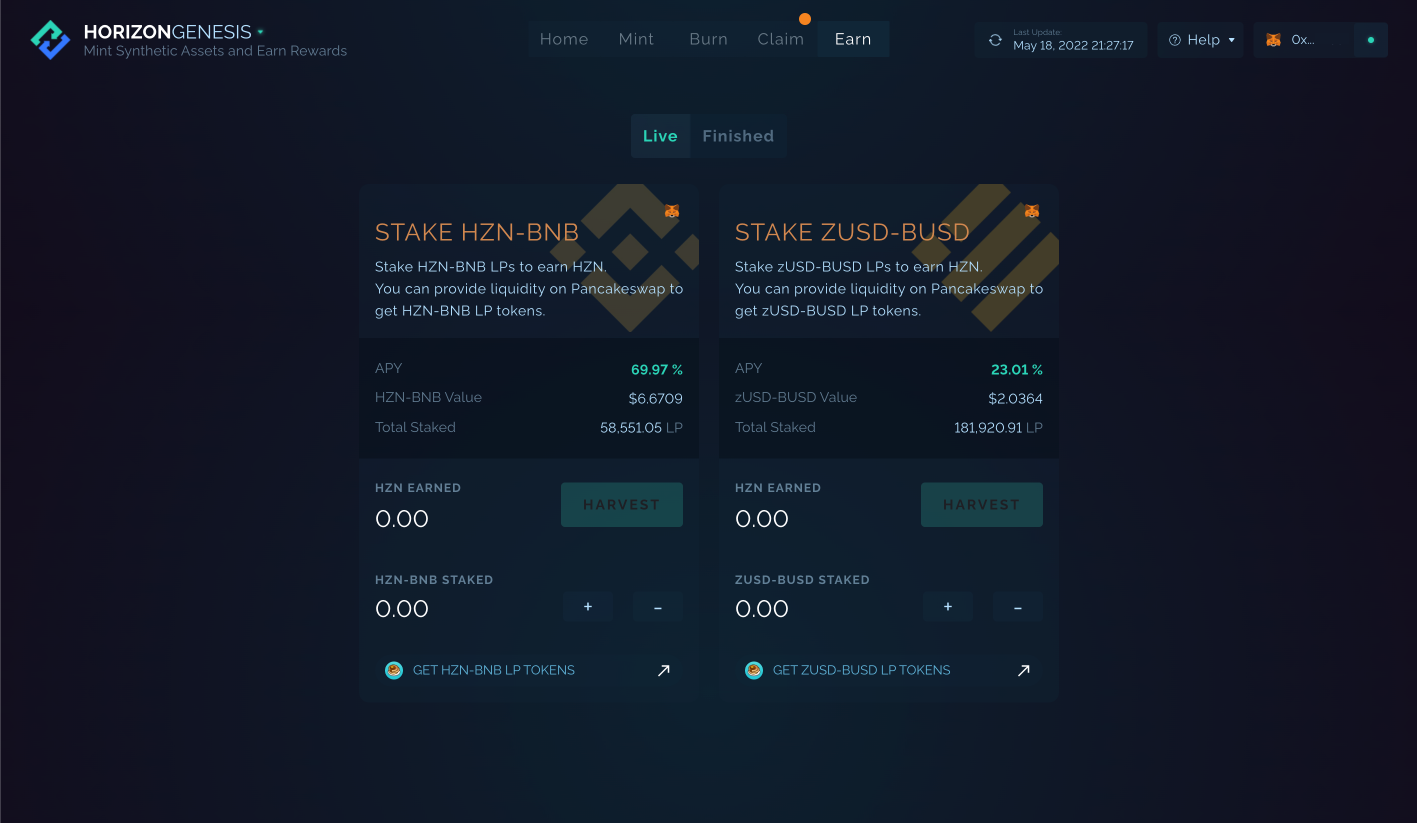 HORIZONGENESIS
Mint Synthetic Assets and Earn Rewards
Home Mint Burn Claim Earn
Last Update:
May 18, 2022 21:27:17
Help
0x...
Live Finished
STAKE HZN-BNB
Stake HZN-BNB LPs to earn HZN.
You can provide liquidity on Pancakeswap to
get HZN-BNB LP tokens.
APY 69.97 %
HZN-BNB Value $6.6709
Total Staked 58,551.05 LP
HZN EARNED
0.00
HARVEST
HZN-BNB STAKED
0.00
+ –
GET HZN-BNB LP TOKENS
STAKE ZUSD-BUSD
Stake zUSD-BUSD LPs to earn HZN.
You can provide liquidity on Pancakeswap to
get zUSD-BUSD LP tokens.
APY 23.01 %
zUSD-BUSD Value $2.0364
Total Staked 181,920.91 LP
HZN EARNED
0.00
HARVEST
ZUSD-BUSD STAKED
0.00
+ –
GET ZUSD-BUSD LP TOKENS